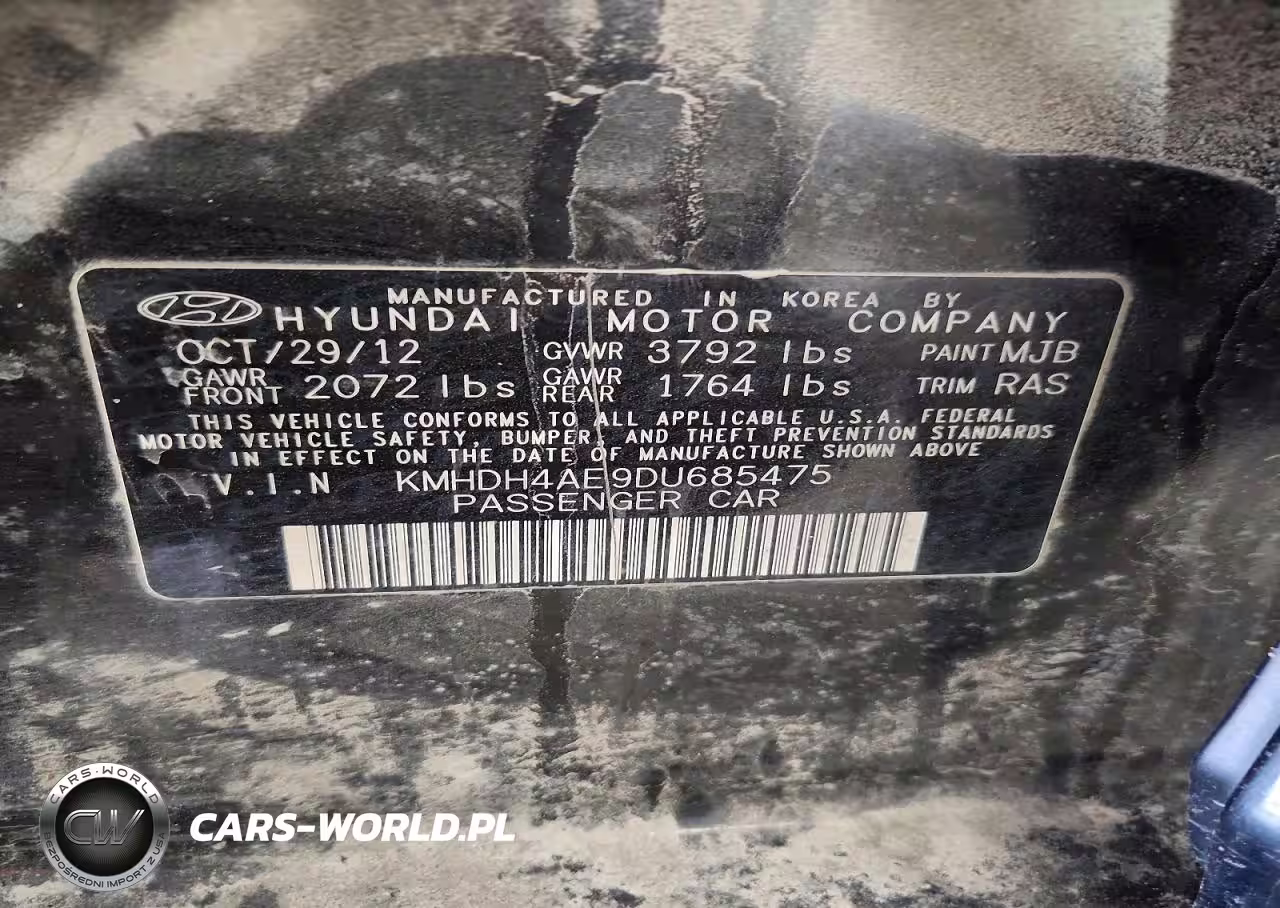 MANUFACTURED IN KOREA BY
HYUNDAI MOTOR COMPANY
OCT/29/12 GVWR 3792 lbs PAINT MJB
GAWR FRONT 2072 lbs GAWR REAR 1764 lbs TRIM RAS
THIS VEHICLE CONFORMS TO ALL APPLICABLE U.S.A. FEDERAL
MOTOR VEHICLE SAFETY, BUMPER, AND THEFT PREVENTION STANDARDS
IN EFFECT ON THE DATE OF MANUFACTURE SHOWN ABOVE
V.I.N KMHDH4AE9DU685475
PASSENGER CAR
CARS-WORLD
CW
BEZPOŚREDNI IMPORT Z USA
CARS-WORLD.PL